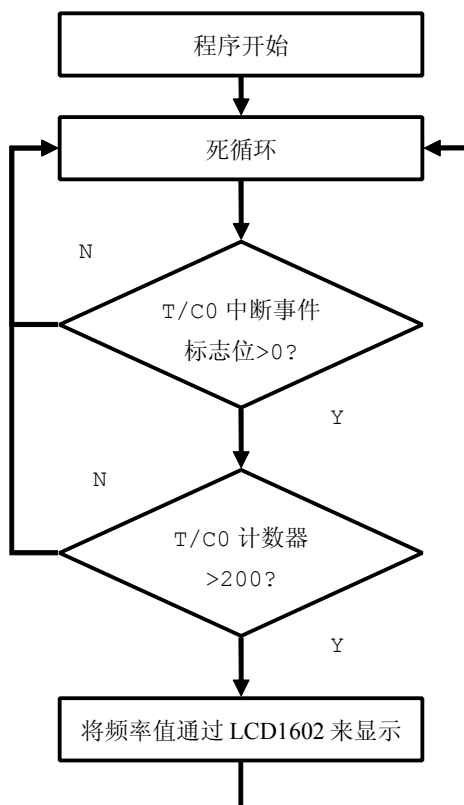 程序开始
死循环
N
T/C0 中断事件
标志位>0?
Y
N
T/C0 计数器
>200?
Y
将频率值通过 LCD1602 来显示